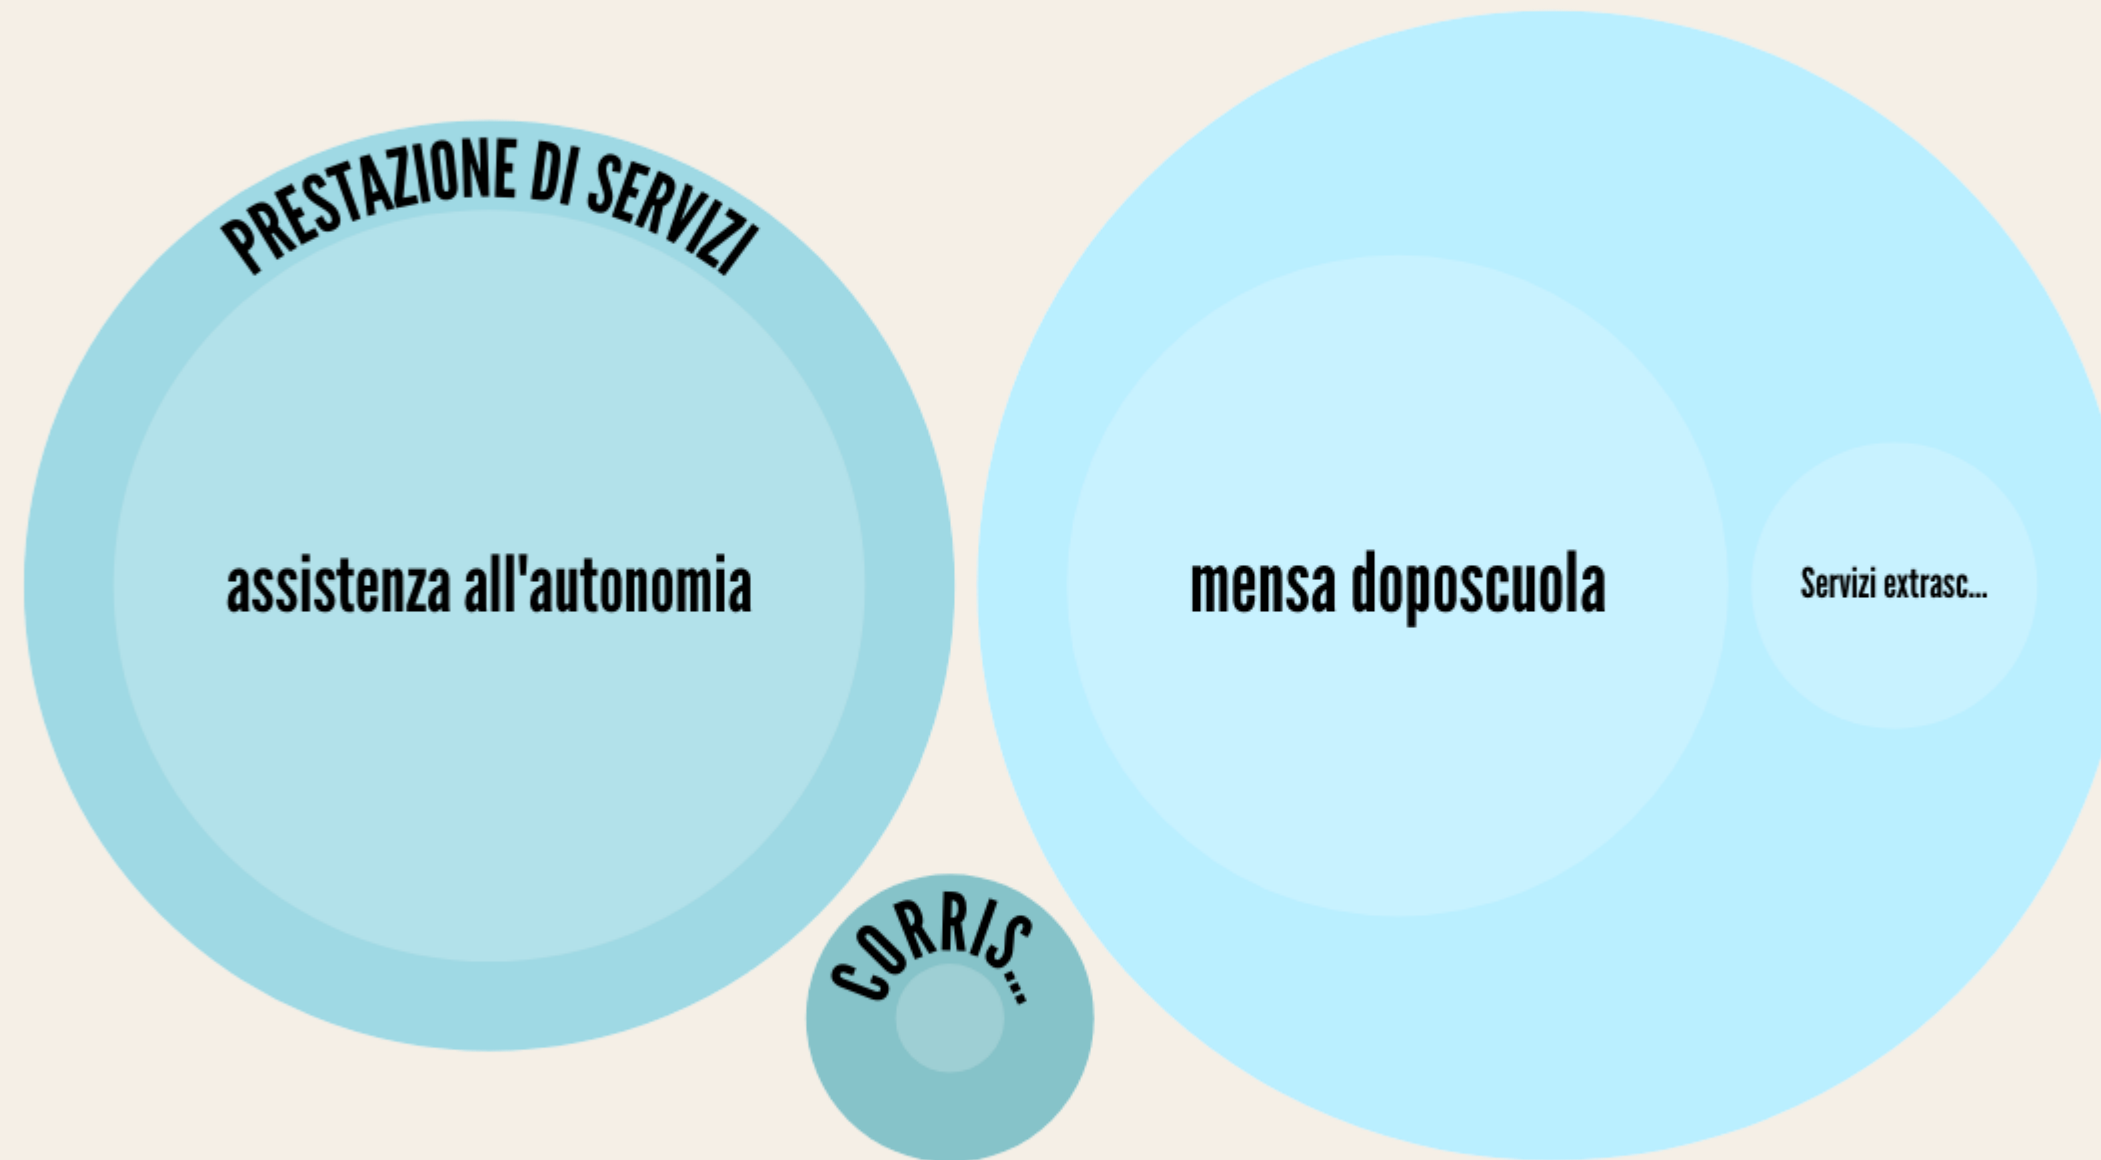 PRESTAZIONE DI SERVIZI
assistenza all'autonomia
mensa doposcuola
Servizi extrasc...
CORRIS...